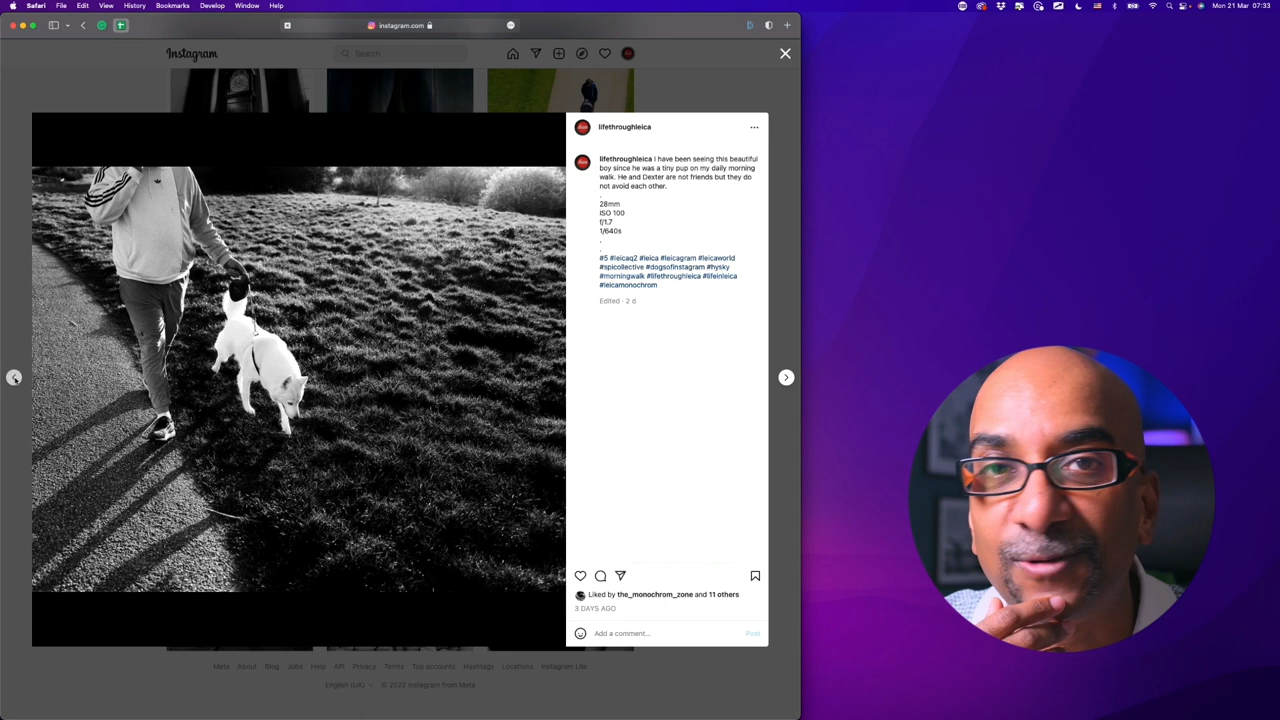 Safari File Edit View History Bookmarks Develop Window Help
Mon 21 Mar 07:33
instagram.com
Instagram
Search
lifethroughleica
lifethroughleica I have been seeing this beautiful
boy since he was a tiny pup on my daily morning
walk. He and Dexter are not friends but they do
not avoid each other.
.
28mm
ISO 100
f/1.7
1/640s
.
.
#5 #leicaq2 #leica #leicagram #leicaworld
#spicollective #dogsofinstagram #hysky
#morningwalk #lifethroughleica #lifeinleica
#leicamonochrom
Edited · 2 d
Liked by the_monochrom_zone and 11 others
3 DAYS AGO
Add a comment...
Post
Meta About Blog Jobs Help API Privacy Terms Top accounts Hashtags Locations Instagram Lite
English (UK) © 2022 Instagram from Meta